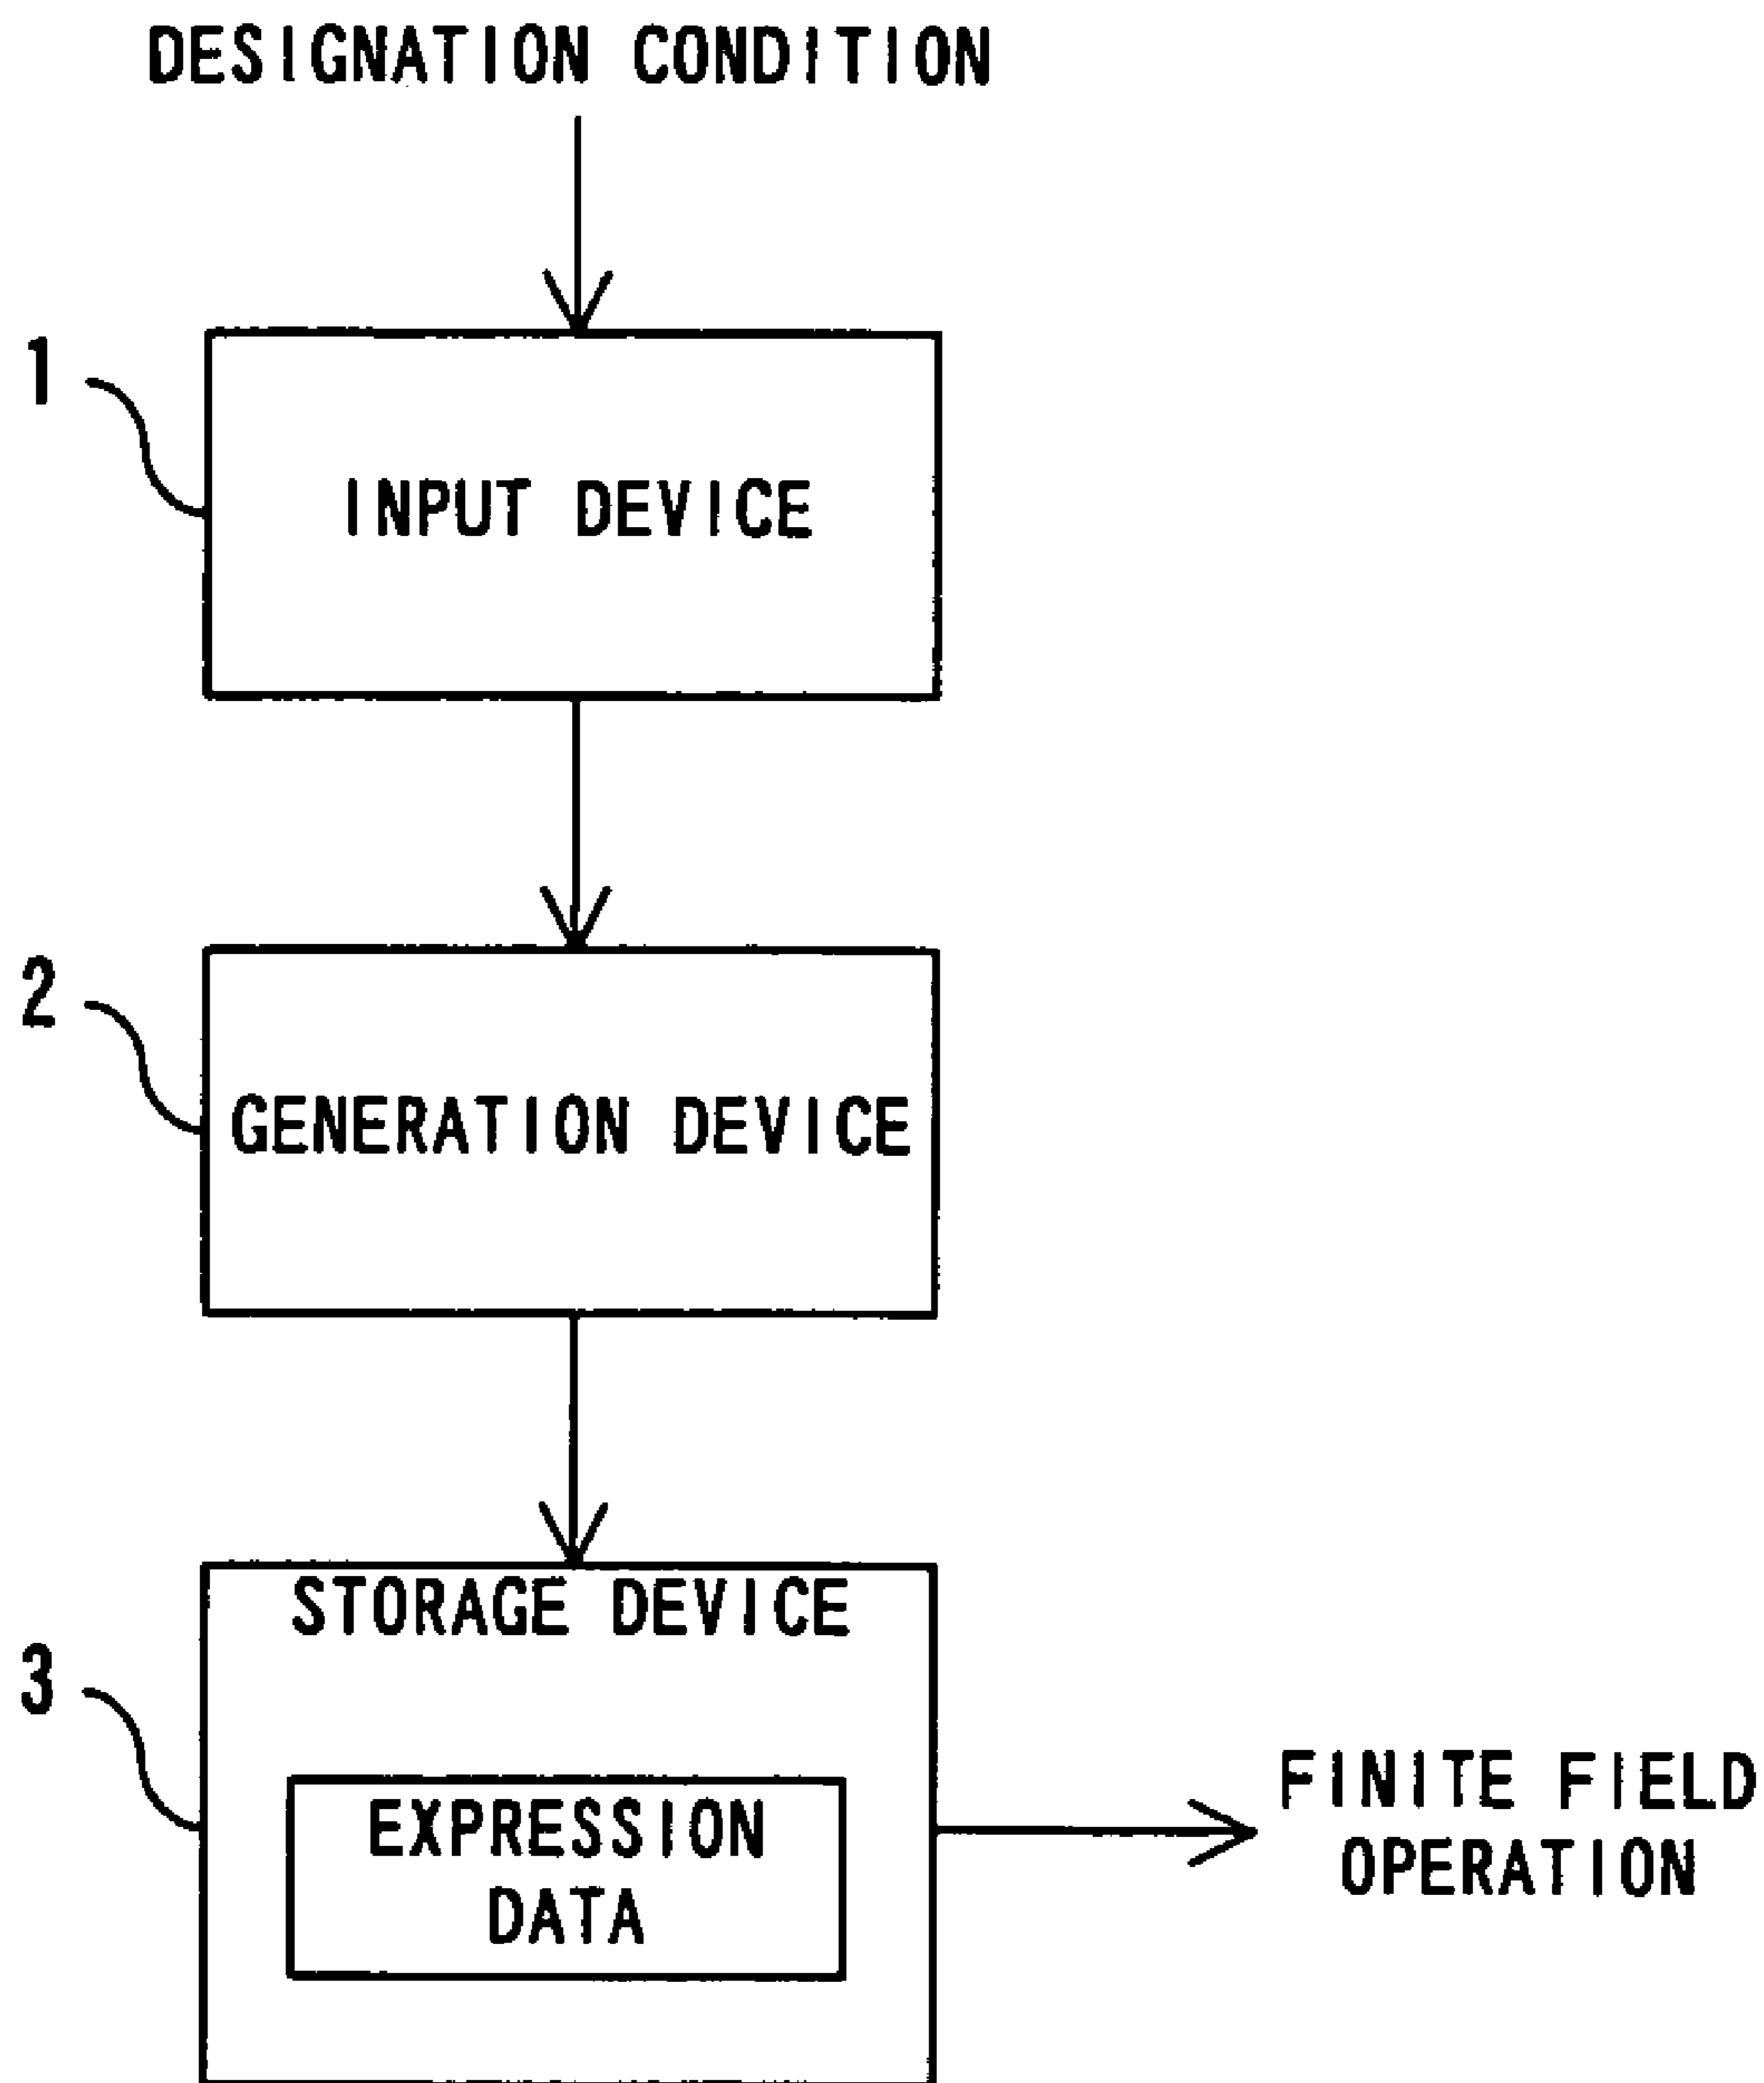 DESIGNATION CONDITION
1
INPUT DEVICE
2
GENERATION DEVICE
STORAGE DEVICE
3
EXPRESSION
DATA
FINITE FIELD
OPERATION